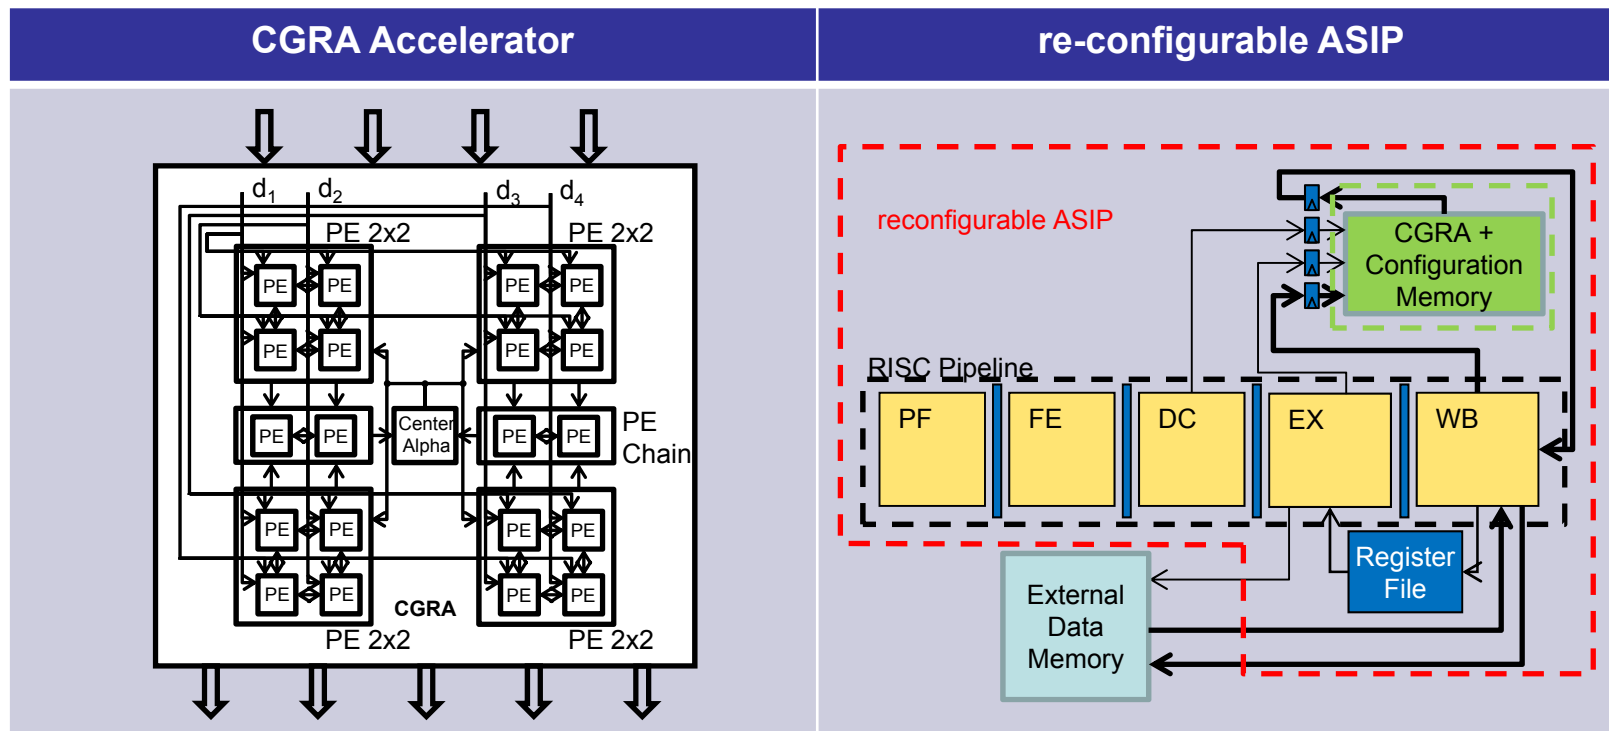 CGRA Accelerator
re-configurable ASIP
d1
d2
d3
d4
PE 2x2
PE 2x2
PE
PE
PE
PE
PE
PE
PE
PE
PE
PE
Center
Alpha
PE
PE
PE
Chain
PE
PE
PE
PE
PE
PE
PE
PE
CGRA
PE 2x2
PE 2x2
reconfigurable ASIP
CGRA +
Configuration
Memory
RISC Pipeline
PF
FE
DC
EX
WB
Register
File
External
Data
Memory